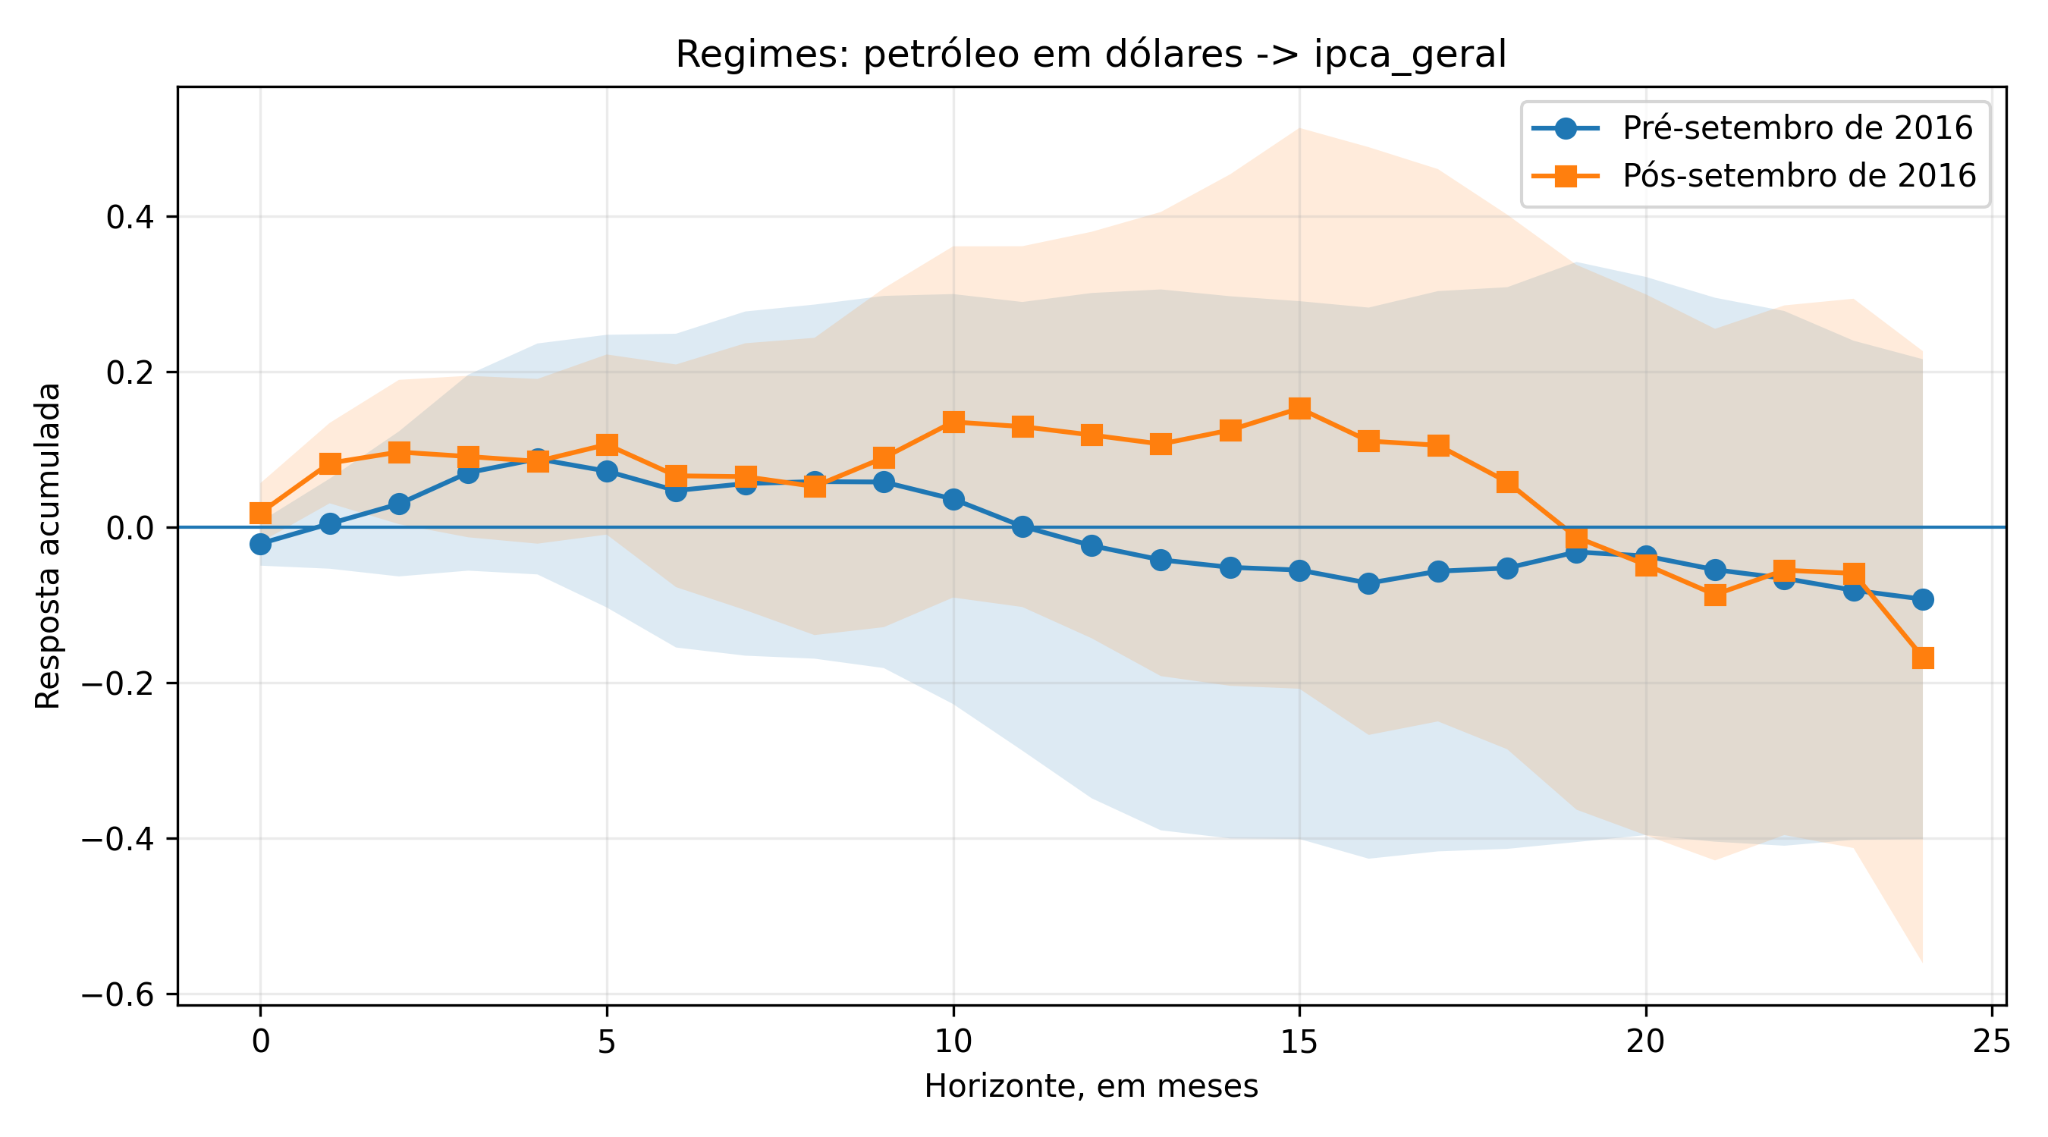 Regimes: petróleo em dólares -> ipca_geral
Pré-setembro de 2016
Pós-setembro de 2016
Resposta acumulada
0.4
0.2
0.0
−0.2
−0.4
−0.6
0 5 10 15 20 25
Horizonte, em meses